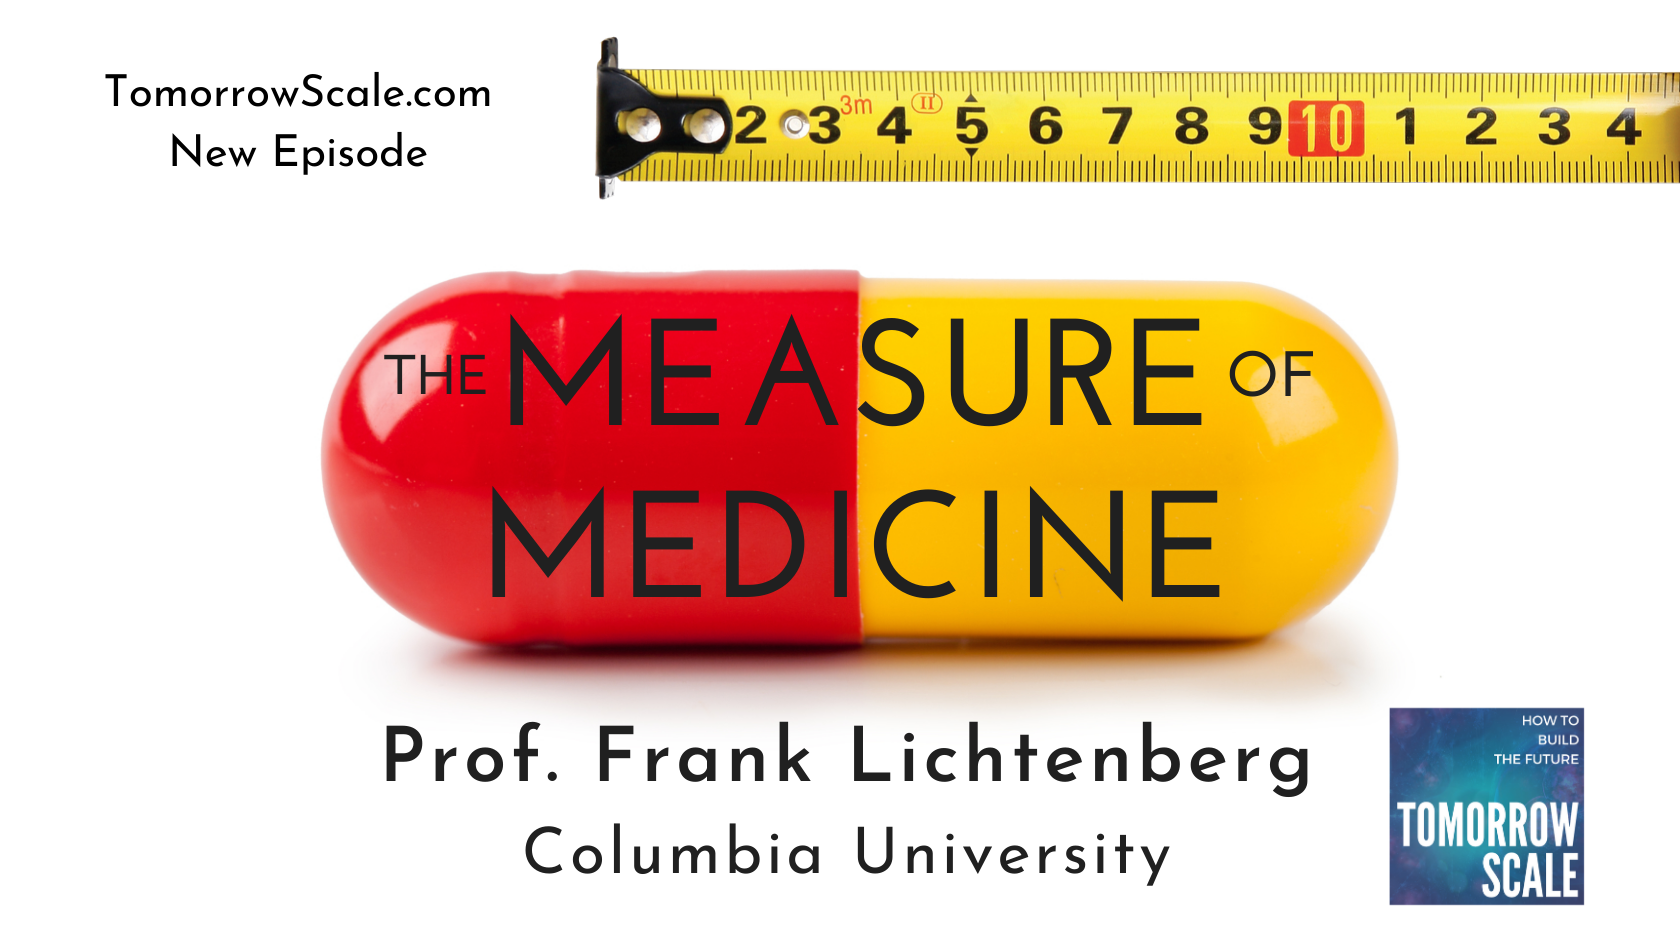 TomorrowScale.com
New Episode
2 3 3m 4 II 5 6 7 8 9 10 1 2 3 4
THE MEASURE OF
MEDICINE
Prof. Frank Lichtenberg
Columbia University
HOW TO
BUILD
THE FUTURE
TOMORROW
SCALE